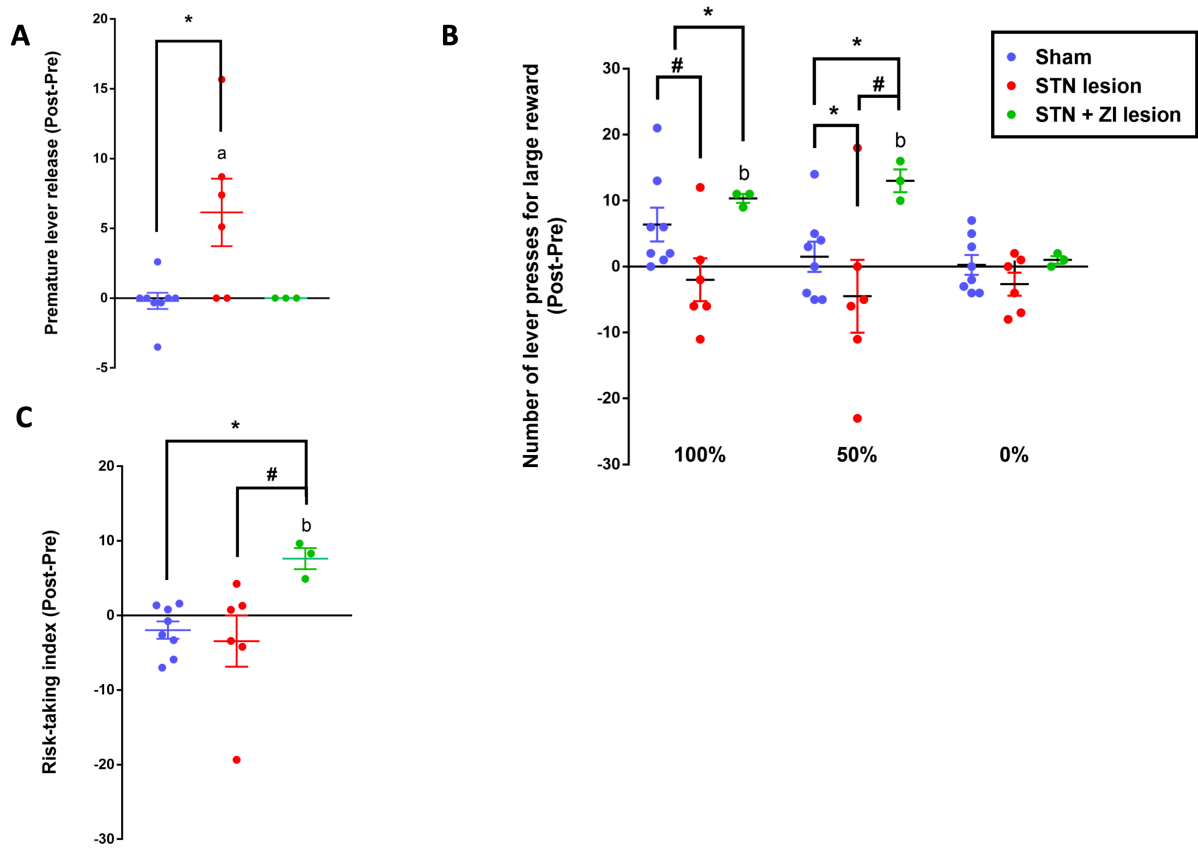 A
Premature lever release (Post-Pre)
20
15
10
5
0
-5
*
a
B
Number of lever presses for large reward
(Post-Pre)
30
20
10
0
-10
-20
-30
*
#
b
*
*
#
b
100%
50%
0%
Sham
STN lesion
STN + ZI lesion
C
Risk-taking index (Post-Pre)
20
10
0
-10
-20
-30
*
#
b